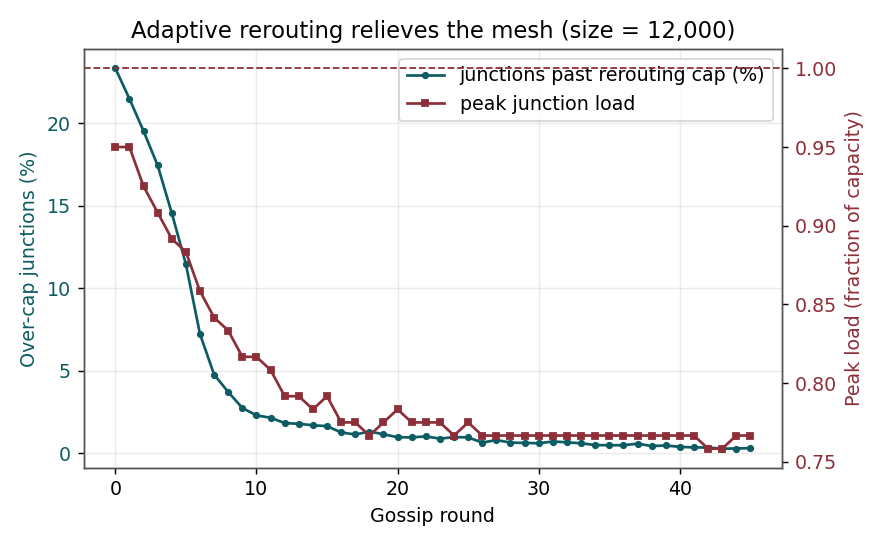 Adaptive rerouting relieves the mesh (size = 12,000)
junctions past rerouting cap (%)
peak junction load
Over-cap junctions (%)
20
15
10
5
0
1.00
0.95
0.90
0.85
0.80
0.75
Peak load (fraction of capacity)
0 10 20 30 40
Gossip round